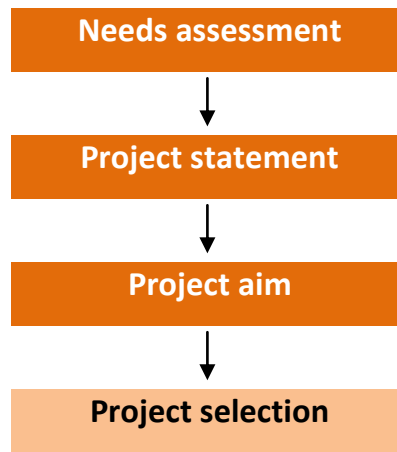 Needs assessment
Project statement
Project aim
Project selection